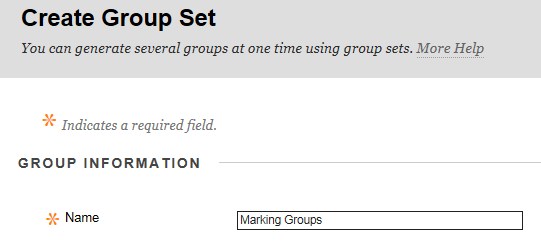 Create Group Set
You can generate several groups at one time using group sets. More Help
* Indicates a required field.
GROUP INFORMATION
* Name
Marking Groups